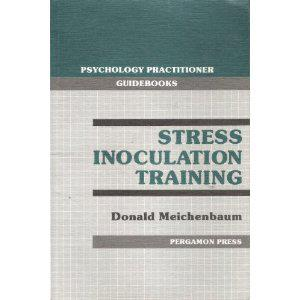 PSYCHOLOGY PRACTITIONER
GUIDEBOOKS
STRESS
INOCULATION
TRAINING
Donald Meichenbaum
PERGAMON PRESS